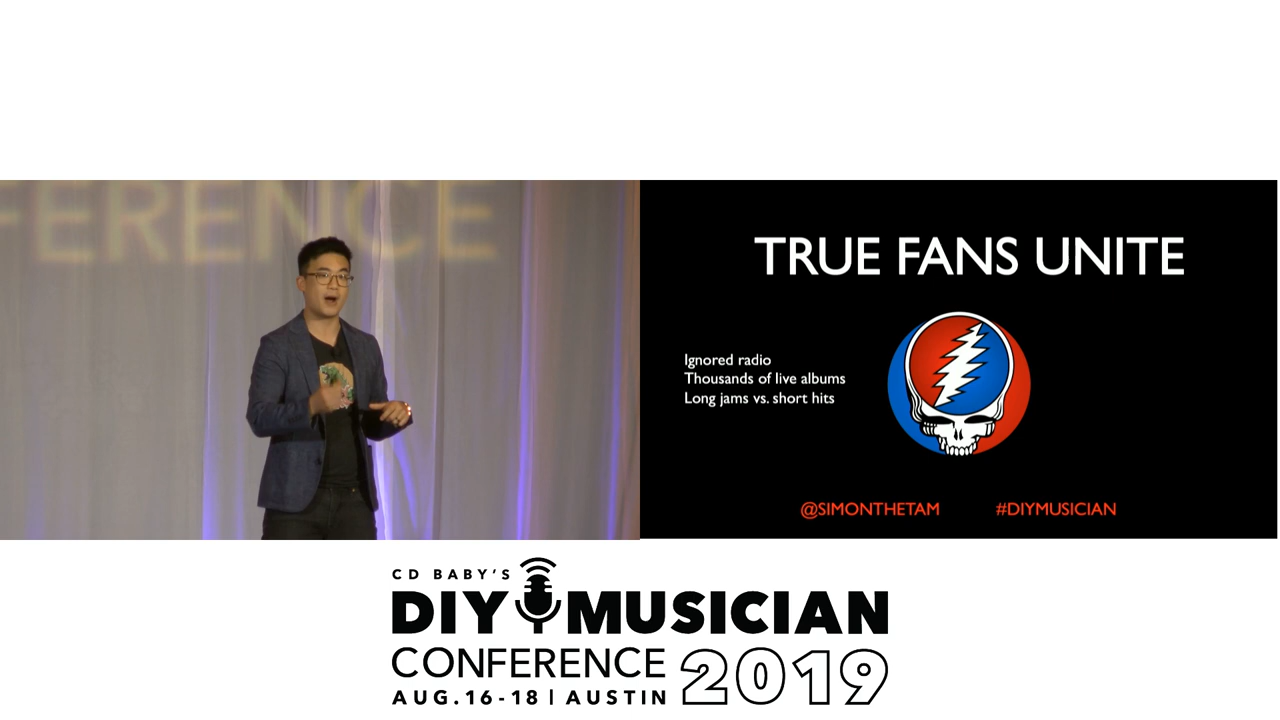 FERENCE
TRUE FANS UNITE
Ignored radio
Thousands of live albums
Long jams vs. short hits
@SIMONTHETAM #DIYMUSICIAN
CD BABY'S
DIY MUSICIAN
CONFERENCE 2019
AUG.16-18 | AUSTIN